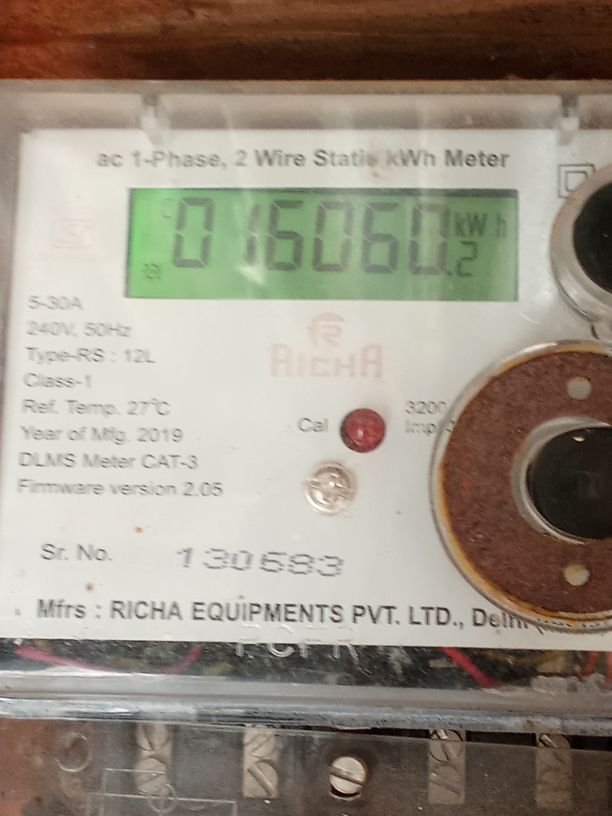 ac 1-Phase, 2 Wire Static kWh Meter
C 016060.2 kWh
5-30A
240V, 50Hz
Type-RS : 12L
Class-1
Ref. Temp. 27°C
Year of Mfg. 2019
DLMS Meter CAT-3
Firmware version 2.05
RICHA
Cal
3200
Imp/
Sr. No. 130683
Mfrs : RICHA EQUIPMENTS PVT. LTD., Delhi